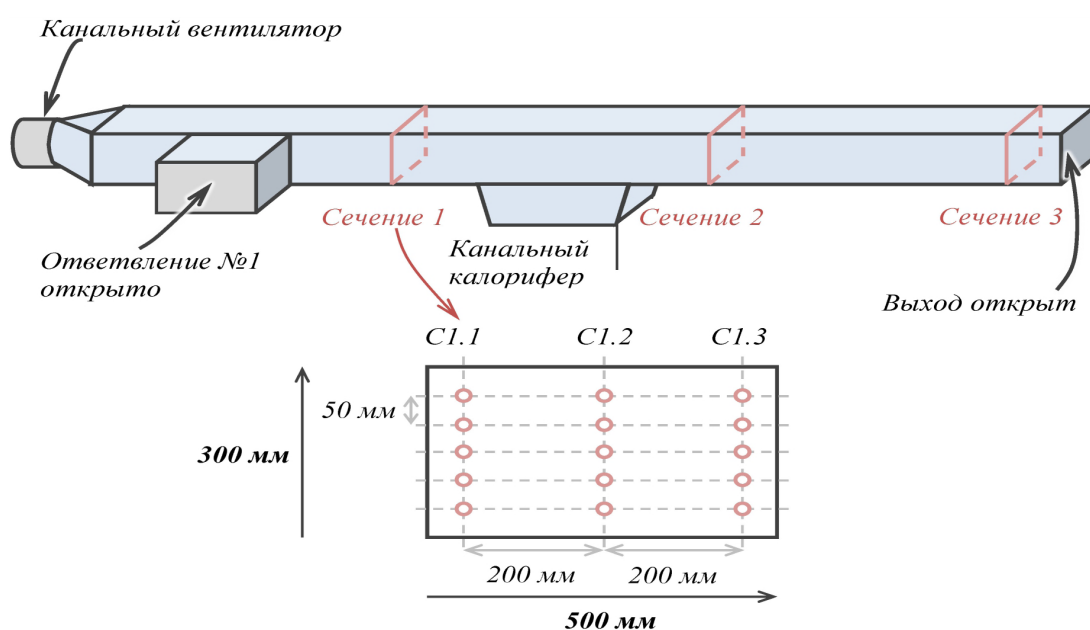 Канальный вентилятор
Сечение 1
Сечение 2
Сечение 3
Ответвление №1
открыто
Канальный
калорифер
Выход открыт
С1.1
С1.2
С1.3
50 мм
300 мм
200 мм
200 мм
500 мм